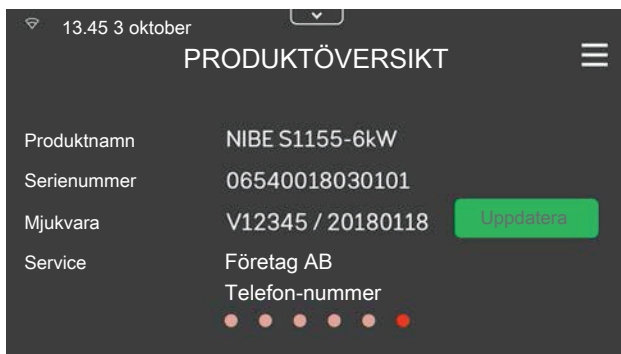 13.45 3 oktober
PRODUKTÖVERSIKT
Produktnamn NIBE S1155-6kW
Serienummer 06540018030101
Mjukvara V12345 / 20180118 Uppdatera
Service Företag AB
Telefon-nummer